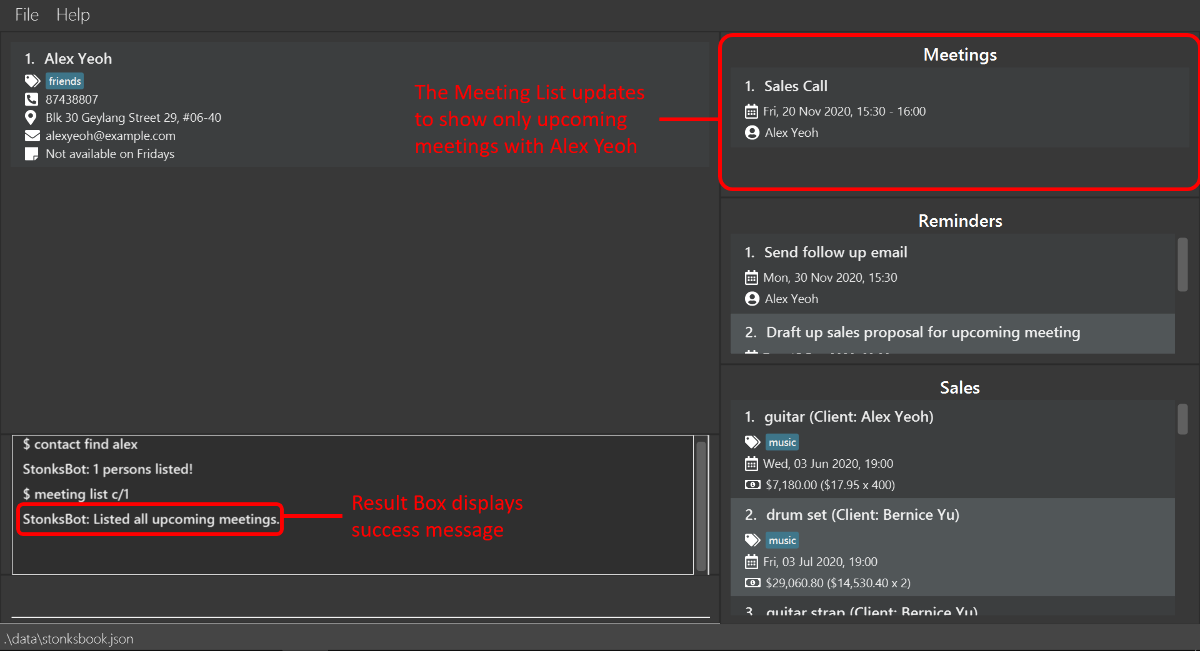 File Help
1. Alex Yeoh
friends
87438807
Blk 30 Geylang Street 29, #06-40
alexyeoh@example.com
Not available on Fridays
The Meeting List updates
to show only upcoming
meetings with Alex Yeoh
$ contact find alex
StonksBot: 1 persons listed!
$ meeting list c/1
StonksBot: Listed all upcoming meetings.
Result Box displays
success message
Meetings
1. Sales Call
Fri, 20 Nov 2020, 15:30 - 16:00
Alex Yeoh
Reminders
1. Send follow up email
Mon, 30 Nov 2020, 15:30
Alex Yeoh
2. Draft up sales proposal for upcoming meeting
Sales
1. guitar (Client: Alex Yeoh)
music
Wed, 03 Jun 2020, 19:00
$7,180.00 ($17.95 x 400)
2. drum set (Client: Bernice Yu)
music
Fri, 03 Jul 2020, 19:00
$29,060.80 ($14,530.40 x 2)
3. guitar strap (Client: Bernice Yu)
.\data\stonksbook.json